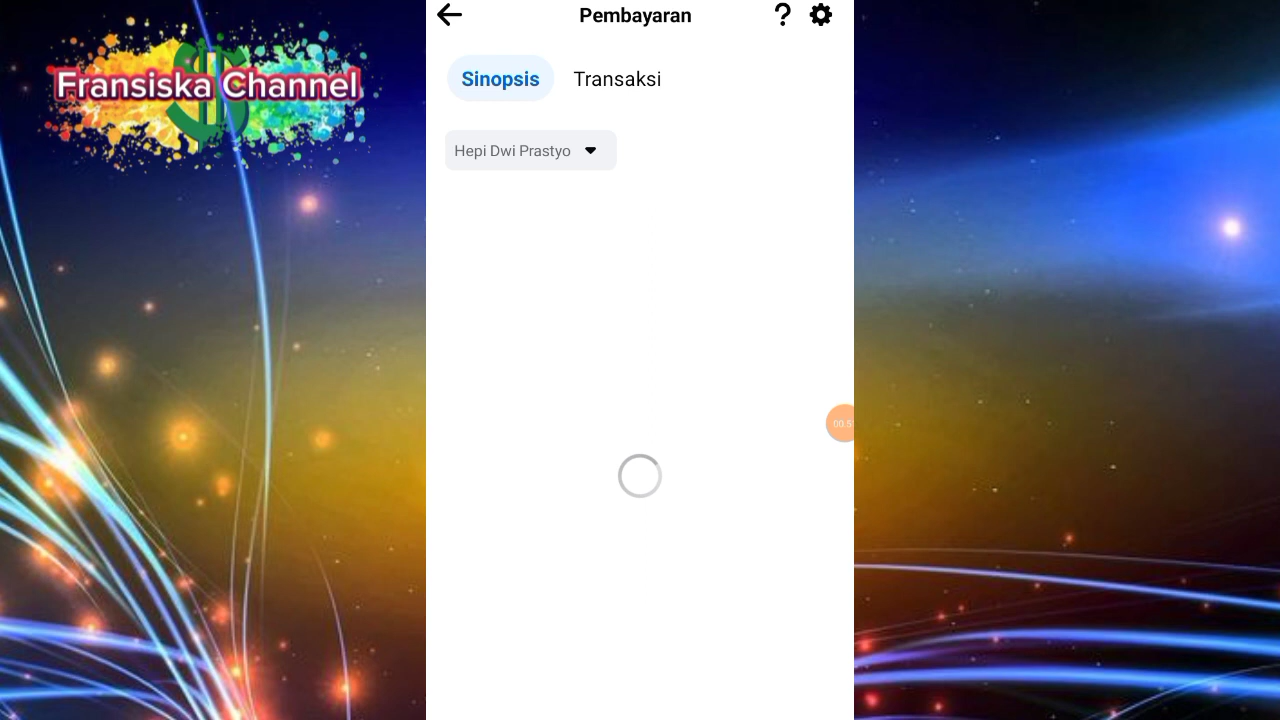 Fransiska Channel
Pembayaran
Sinopsis
Transaksi
Hepi Dwi Prastyo